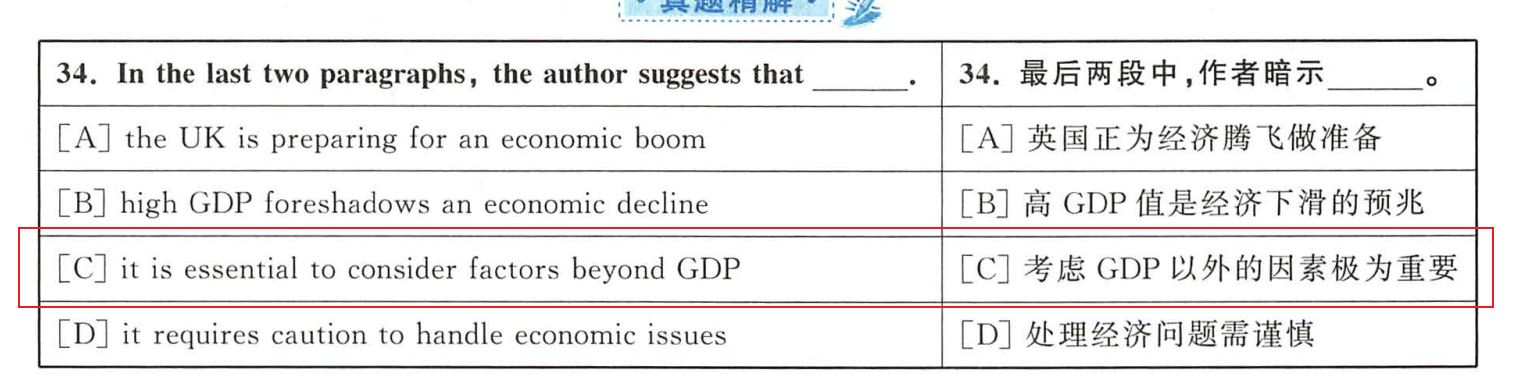 ·真题精解·
34. In the last two paragraphs, the author suggests that ______.
34. 最后两段中,作者暗示______。
[A] the UK is preparing for an economic boom
[A] 英国正为经济腾飞做准备
[B] high GDP foreshadows an economic decline
[B] 高 GDP 值是经济下滑的预兆
[C] it is essential to consider factors beyond GDP
[C] 考虑 GDP 以外的因素极为重要
[D] it requires caution to handle economic issues
[D] 处理经济问题需谨慎